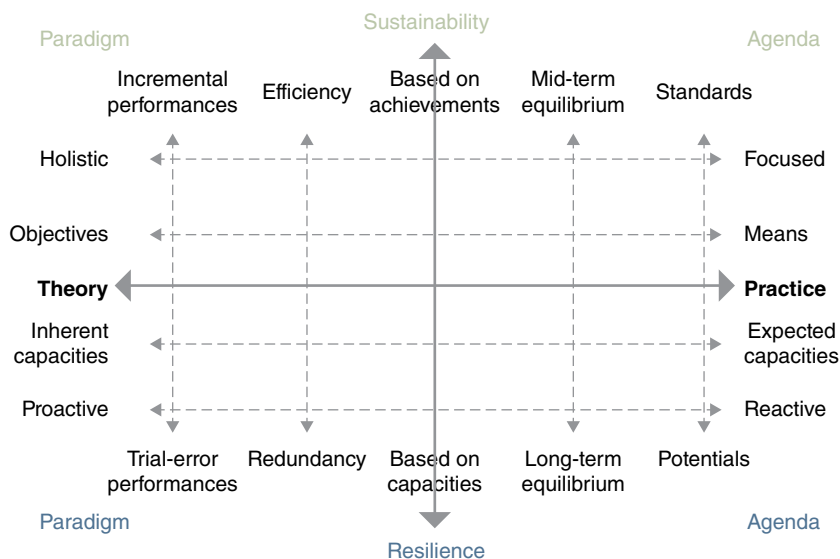 Sustainability
Paradigm
Agenda
Incremental
performances
Efficiency
Based on
achievements
Mid-term
equilibrium
Standards
Holistic
Focused
Objectives
Means
Theory
Practice
Inherent
capacities
Expected
capacities
Proactive
Reactive
Trial-error
performances
Redundancy
Based on
capacities
Long-term
equilibrium
Potentials
Paradigm
Agenda
Resilience